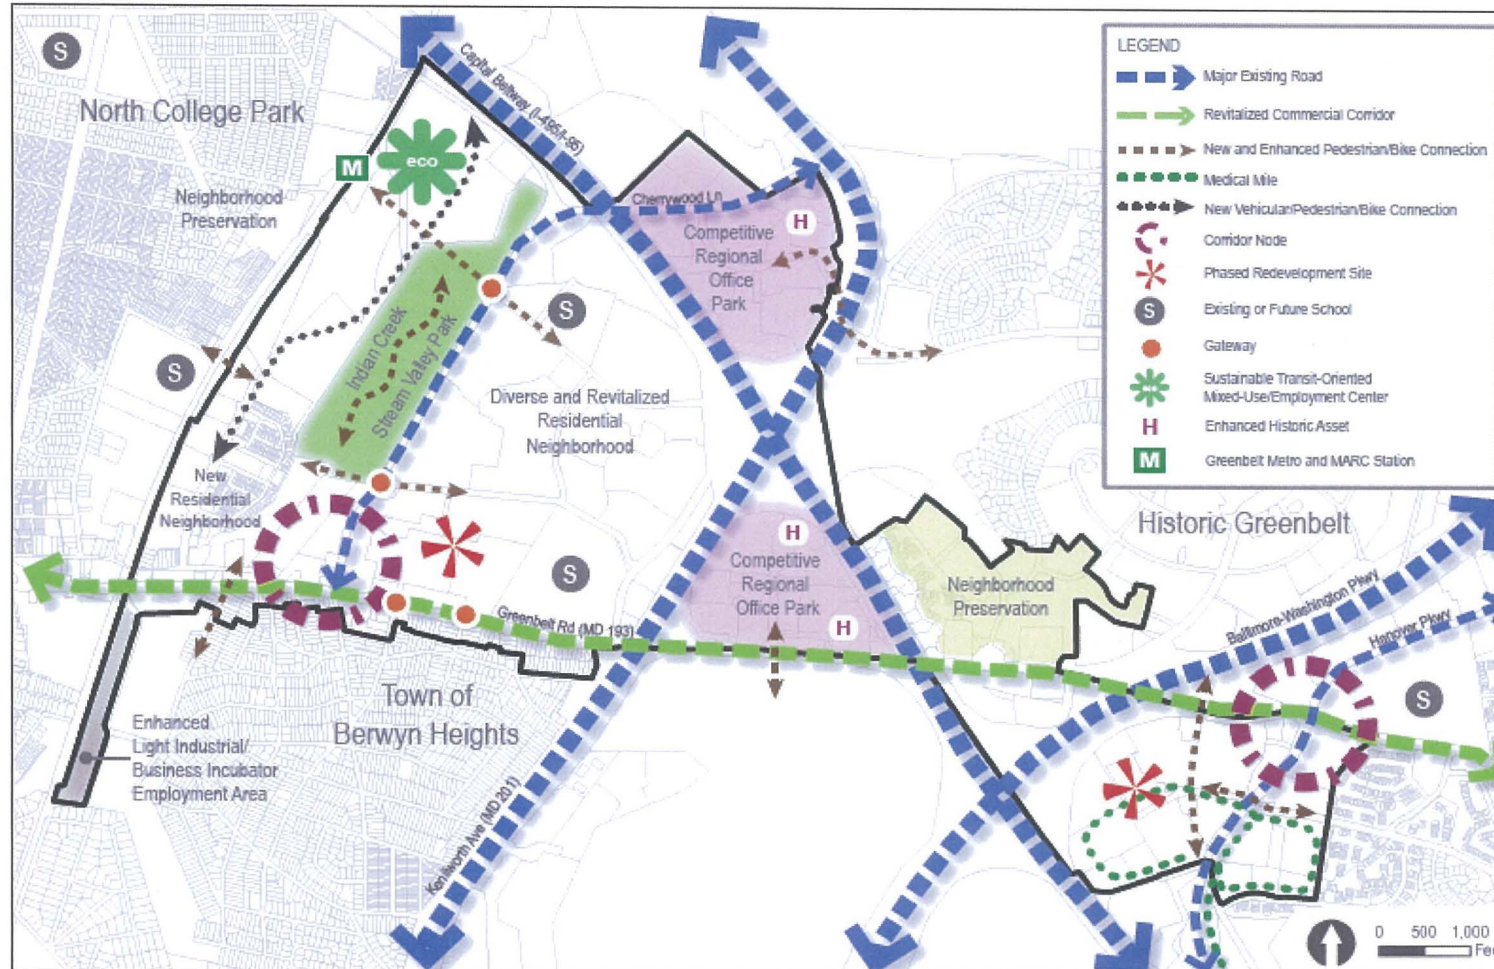 S
North College Park
M
eco
Neighborhood
Preservation
Capital Beltway (I-495/I-95)
Cherrywood Ln
Competitive
Regional
Office
Park
H
S
S
Indian Creek
Stream Valley Park
Diverse and Revitalized
Residential
Neighborhood
New
Residential
Neighborhood
S
Greenbelt Rd (MD 193)
H
Competitive
Regional
Office Park
H
Neighborhood
Preservation
Historic Greenbelt
Baltimore-Washington Pkwy
Hanover Pkwy
S
Town of
Berwyn Heights
Enhanced
Light Industrial/
Business Incubator
Employment Area
Kenilworth Ave (MD 201)
LEGEND
Major Existing Road
Revitalized Commercial Corridor
New and Enhanced Pedestrian/Bike Connection
Medical Mile
New Vehicular/Pedestrian/Bike Connection
Corridor Node
Phased Redevelopment Site
S
Existing or Future School
Gateway
eco
Sustainable Transit-Oriented
Mixed-Use/Employment Center
H
Enhanced Historic Asset
M
Greenbelt Metro and MARC Station
0 500 1,000